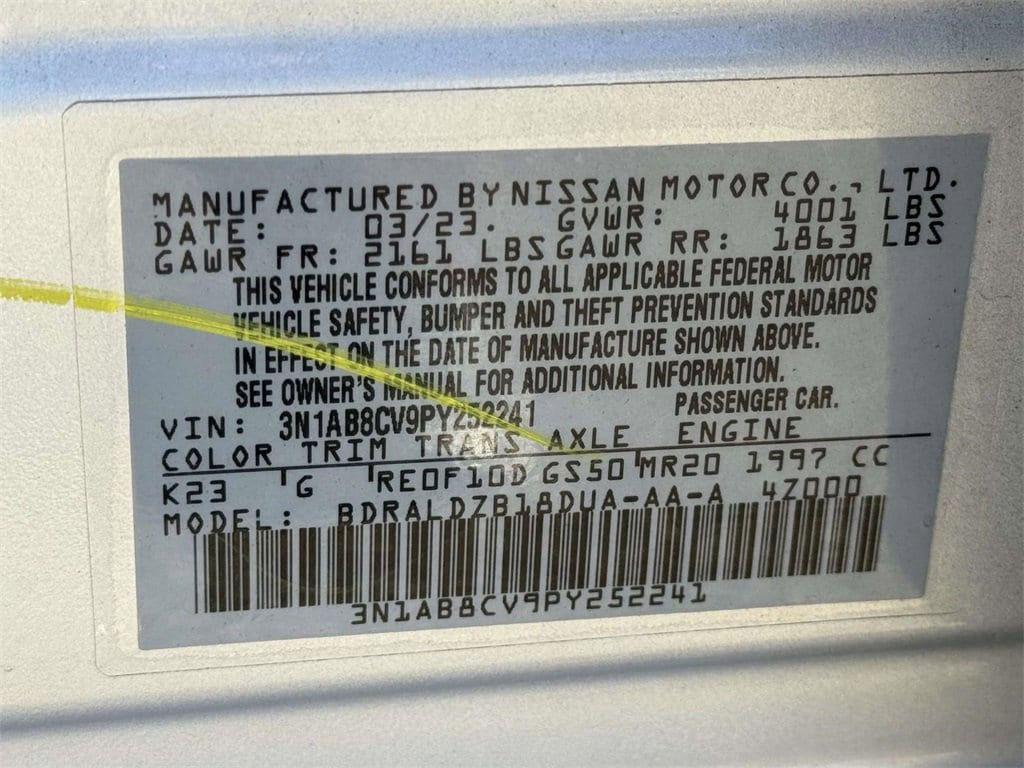 MANUFACTURED BY NISSAN MOTOR CO., LTD.
DATE: 03/23. GVWR: 4001 LBS
GAWR FR: 2161 LBS GAWR RR: 1863 LBS
THIS VEHICLE CONFORMS TO ALL APPLICABLE FEDERAL MOTOR
VEHICLE SAFETY, BUMPER AND THEFT PREVENTION STANDARDS
IN EFFECT ON THE DATE OF MANUFACTURE SHOWN ABOVE.
SEE OWNER'S MANUAL FOR ADDITIONAL INFORMATION.
VIN: 3N1AB8CV9PY252241 PASSENGER CAR.
COLOR TRIM TRANS AXLE ENGINE
K23 G RE0F10D GS50 MR20 1997 CC
MODEL: BDRALDZB18DUA-AA-A 4Z000
3N1AB8CV9PY252241